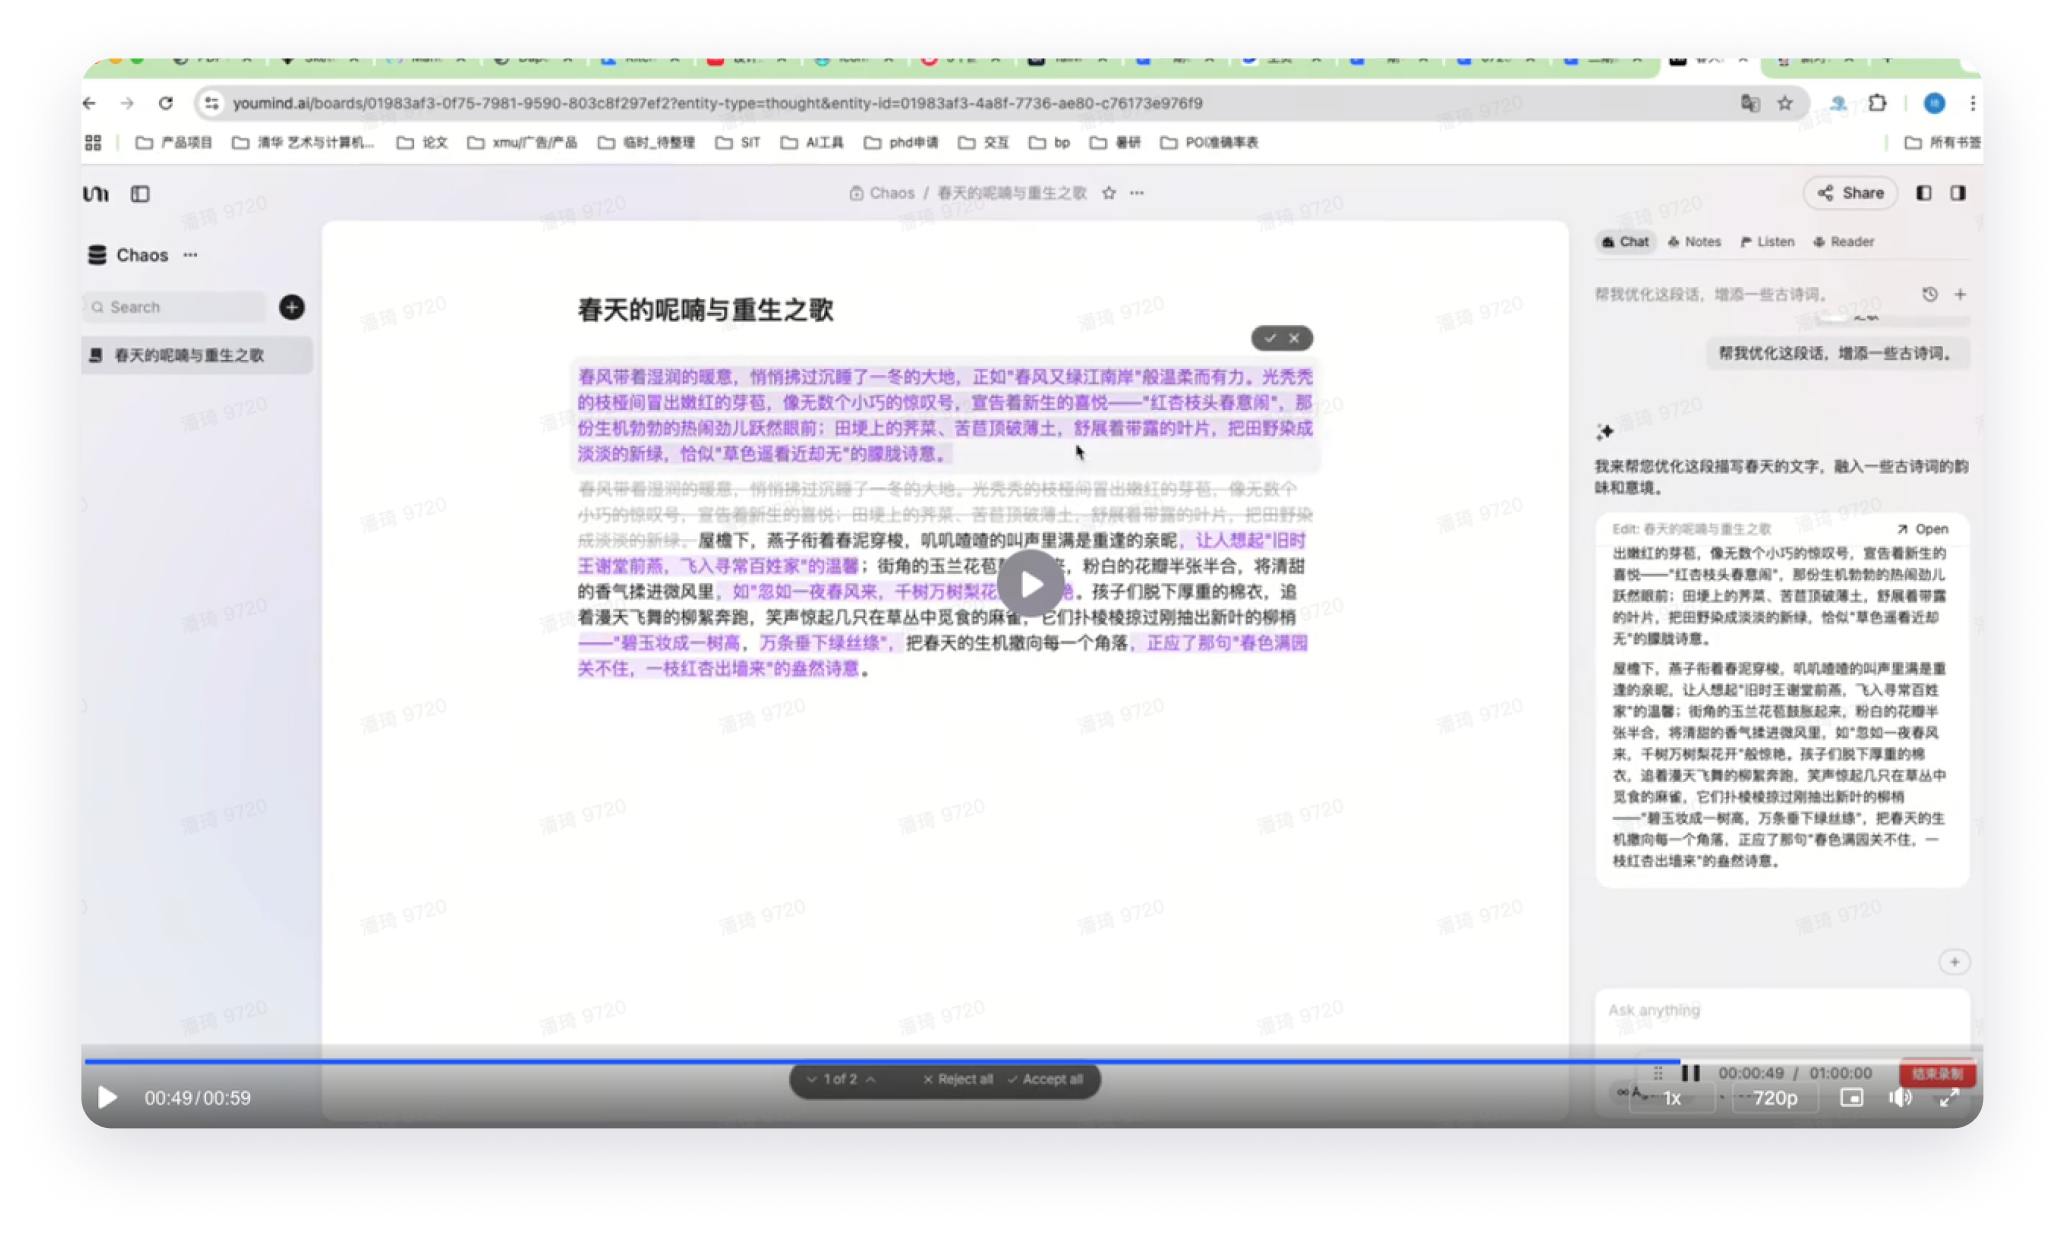 youmind.ai/boards/01983af3-0f75-7981-9590-803c8f297ef2?entity-type=thought&entity-id=01983af3-4a8f-7736-ae80-c76173e976f9
产品项目 清华 艺术与计算机... 论文 xmu/广告/产品 临时_待整理 SIT AI工具 phd申请 交互 bp 暑研 POI准确率表 所有书签
Chaos / 春天的呢喃与重生之歌
Share
Chaos
Search
春天的呢喃与重生之歌
春天的呢喃与重生之歌
春风带着湿润的暖意，悄悄拂过沉睡了一冬的大地，正如"春风又绿江南岸"般温柔而有力。光秃秃
的枝桠间冒出嫩红的芽苞，像无数个小巧的惊叹号，宣告着新生的喜悦——"红杏枝头春意闹"，那
份生机勃勃的热闹劲儿跃然眼前；田埂上的荠菜、苦苣顶破薄土，舒展着带露的叶片，把田野染成
淡淡的新绿，恰似"草色遥看近却无"的朦胧诗意。
春风带着湿润的暖意，悄悄拂过沉睡了一冬的大地。光秃秃的枝桠间冒出嫩红的芽苞，像无数个
小巧的惊叹号，宣告着新生的喜悦；田埂上的荠菜、苦苣顶破薄土，舒展着带露的叶片，把田野染
成淡淡的新绿。屋檐下，燕子衔着春泥穿梭，叽叽喳喳的叫声里满是重逢的亲昵，让人想起"旧时
王谢堂前燕，飞入寻常百姓家"的温馨；街角的玉兰花苞 ，粉白的花瓣半张半合，将清甜
的香气揉进微风里，如"忽如一夜春风来，千树万树梨花 艳。孩子们脱下厚重的棉衣，追
着漫天飞舞的柳絮奔跑，笑声惊起几只在草丛中觅食的麻雀，它们扑棱棱掠过刚抽出新叶的柳梢
——"碧玉妆成一树高，万条垂下绿丝绦"，把春天的生机撒向每一个角落，正应了那句"春色满园
关不住，一枝红杏出墙来"的盎然诗意。
1 of 2 Reject all Accept all
Chat Notes Listen Reader
帮我优化这段话，增添一些古诗词。
帮我优化这段话，增添一些古诗词。
我来帮您优化这段描写春天的文字，融入一些古诗词的韵
味和意境。
Edit: 春天的呢喃与重生之歌 Open
出嫩红的芽苞，像无数个小巧的惊叹号，宣告着新生的
喜悦——"红杏枝头春意闹"，那份生机勃勃的热闹劲儿
跃然眼前；田埂上的荠菜、苦苣顶破薄土，舒展着带露
的叶片，把田野染成淡淡的新绿，恰似"草色遥看近却
无"的朦胧诗意。
屋檐下，燕子衔着春泥穿梭，叽叽喳喳的叫声里满是重
逢的亲昵，让人想起"旧时王谢堂前燕，飞入寻常百姓
家"的温馨；街角的玉兰花苞鼓胀起来，粉白的花瓣半
张半合，将清甜的香气揉进微风里，如"忽如一夜春风
来，千树万树梨花开"般惊艳。孩子们脱下厚重的棉
衣，追着漫天飞舞的柳絮奔跑，笑声惊起几只在草丛中
觅食的麻雀，它们扑棱棱掠过刚抽出新叶的柳梢
——"碧玉妆成一树高，万条垂下绿丝绦"，把春天的生
机撒向每一个角落，正应了那句"春色满园关不住，一
枝红杏出墙来"的盎然诗意。
Ask anything
00:00:49 / 01:00:00 结束录制
00:49/00:59 1x 720p
潘琦 9720